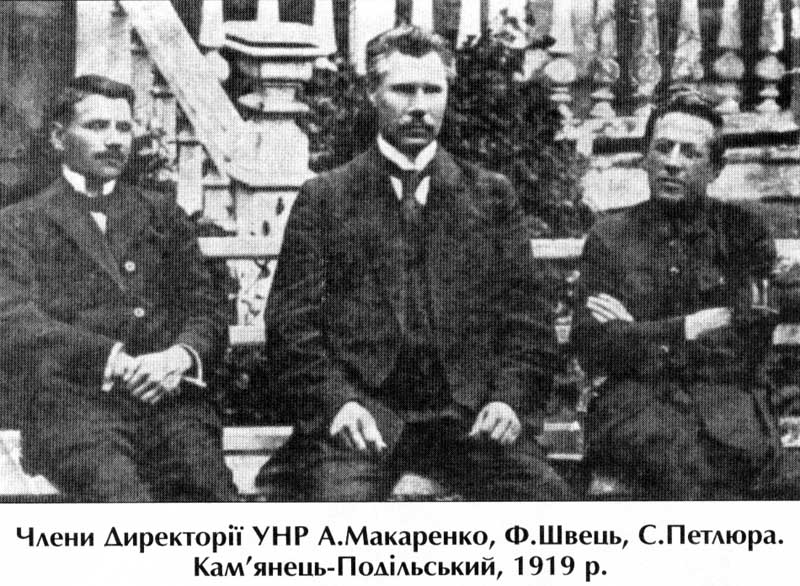 Члени Директорії УНР А.Макаренко, Ф.Швець, С.Петлюра.
Кам’янець-Подільський, 1919 р.